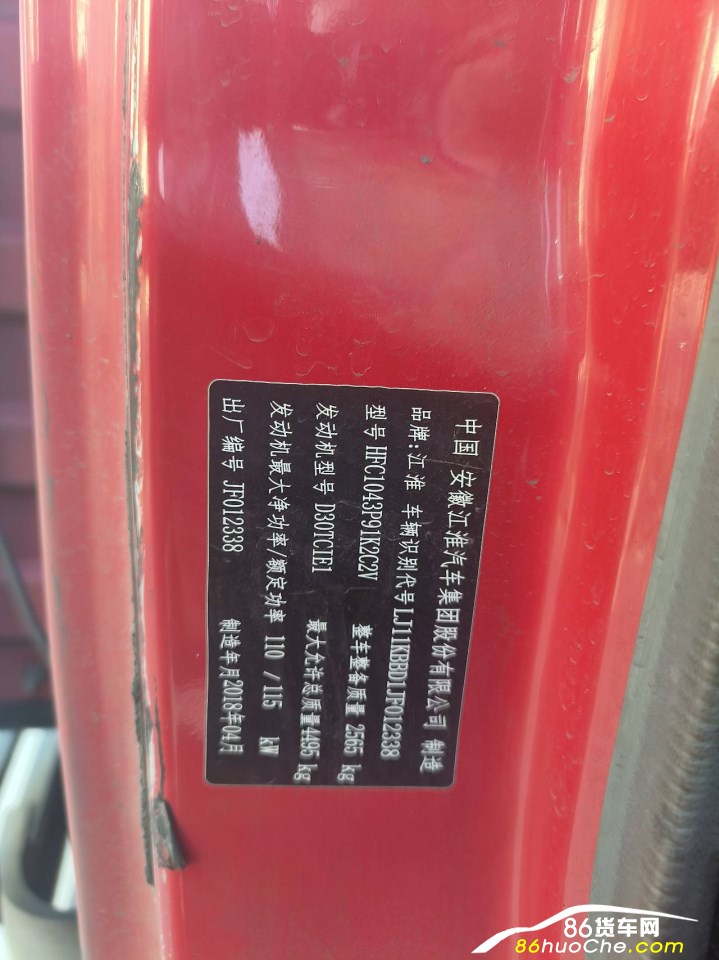 中国 安徽江淮汽车集团股份有限公司 制造
品牌:江淮 车辆识别代号LJ11KBBD1JF012338
型号 HFC1043P91K2C2V 整车整备质量 2565 kg
发动机型号 D30TCIE1 最大允许总质量4495 kg
发动机最大净功率/额定功率 110 / 115 kW
出厂编号 JF012338 制造年月2018年04月
86货车网
86huoChe.com